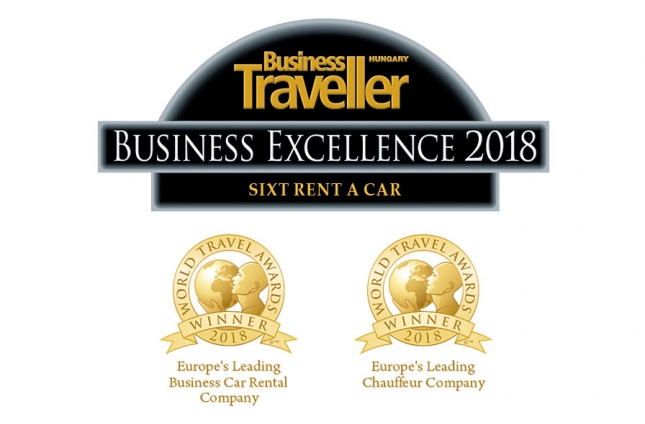 Business
HUNGARY
Traveller
BUSINESS EXCELLENCE 2018
SIXT RENT A CAR
WORLD TRAVEL AWARDS
WINNER
2018
Europe's Leading
Business Car Rental
Company
WORLD TRAVEL AWARDS
WINNER
2018
Europe's Leading
Chauffeur Company